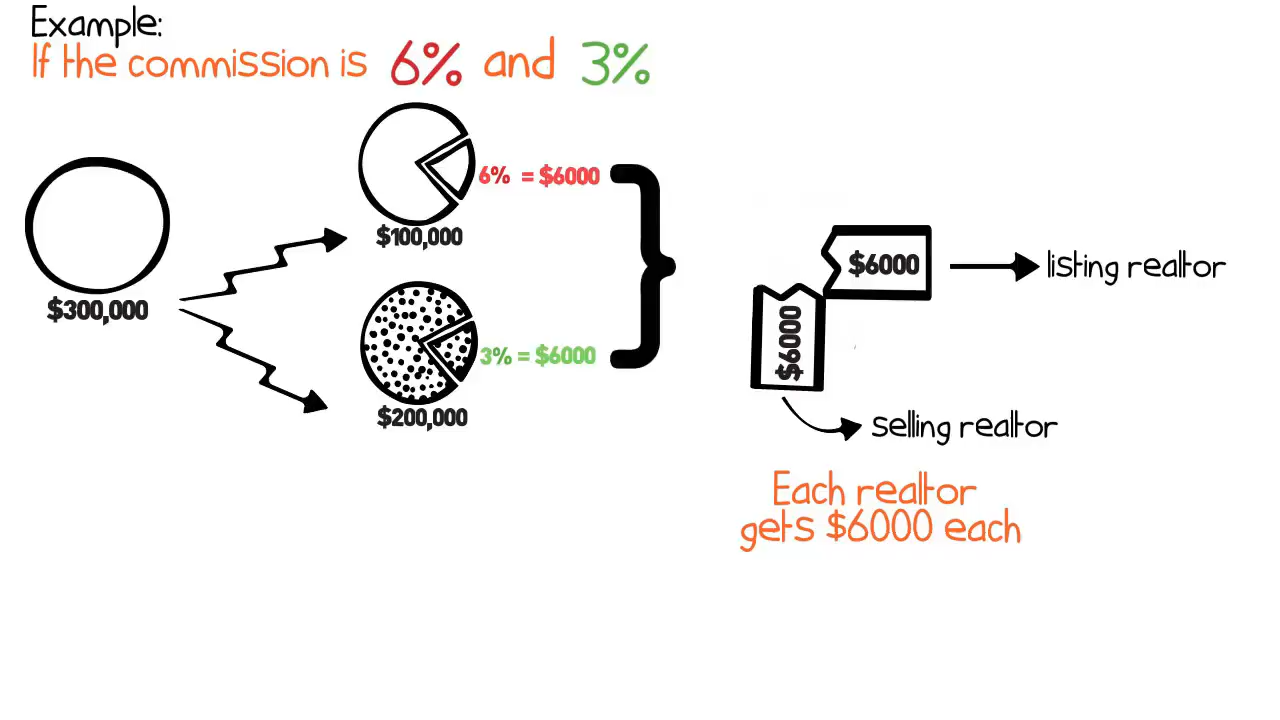 Example:
If the commission is 6% and 3%
$300,000
6% = $6000
$100,000
3% = $6000
$200,000
$6000
listing realtor
$6000
selling realtor
Each realtor
gets $6000 each